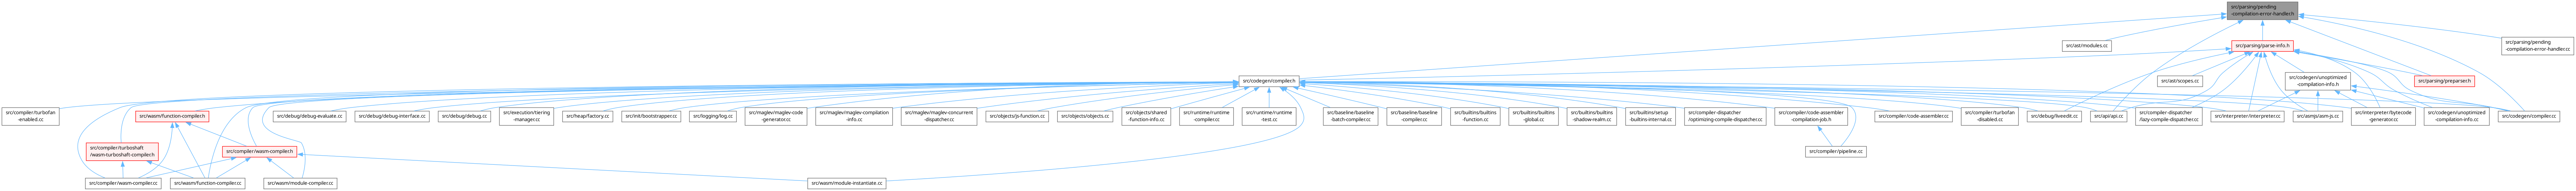 src/parsing/pending
-compilation-error-handler.h
src/ast/modules.cc
src/parsing/parse-info.h
src/parsing/pending
-compilation-error-handler.cc
src/codegen/compiler.h
src/ast/scopes.cc
src/codegen/unoptimized
-compilation-info.h
src/parsing/preparser.h
src/compiler/turbofan
-enabled.cc
src/wasm/function-compiler.h
src/debug/debug-evaluate.cc
src/debug/debug-interface.cc
src/debug/debug.cc
src/execution/tiering
-manager.cc
src/heap/factory.cc
src/init/bootstrapper.cc
src/logging/log.cc
src/maglev/maglev-code
-generator.cc
src/maglev/maglev-compilation
-info.cc
src/maglev/maglev-concurrent
-dispatcher.cc
src/objects/js-function.cc
src/objects/objects.cc
src/objects/shared
-function-info.cc
src/runtime/runtime
-compiler.cc
src/runtime/runtime
-test.cc
src/baseline/baseline
-batch-compiler.cc
src/baseline/baseline
-compiler.cc
src/builtins/builtins
-function.cc
src/builtins/builtins
-global.cc
src/builtins/builtins
-shadow-realm.cc
src/builtins/setup
-builtins-internal.cc
src/compiler-dispatcher
/optimizing-compile-dispatcher.cc
src/compiler/code-assembler
-compilation-job.h
src/compiler/code-assembler.cc
src/compiler/turbofan
-disabled.cc
src/debug/liveedit.cc
src/api/api.cc
src/compiler-dispatcher
/lazy-compile-dispatcher.cc
src/interpreter/interpreter.cc
src/asmjs/asm-js.cc
src/interpreter/bytecode
-generator.cc
src/codegen/unoptimized
-compilation-info.cc
src/codegen/compiler.cc
src/compiler/turboshaft
/wasm-turboshaft-compiler.h
src/compiler/wasm-compiler.h
src/compiler/pipeline.cc
src/compiler/wasm-compiler.cc
src/wasm/function-compiler.cc
src/wasm/module-compiler.cc
src/wasm/module-instantiate.cc